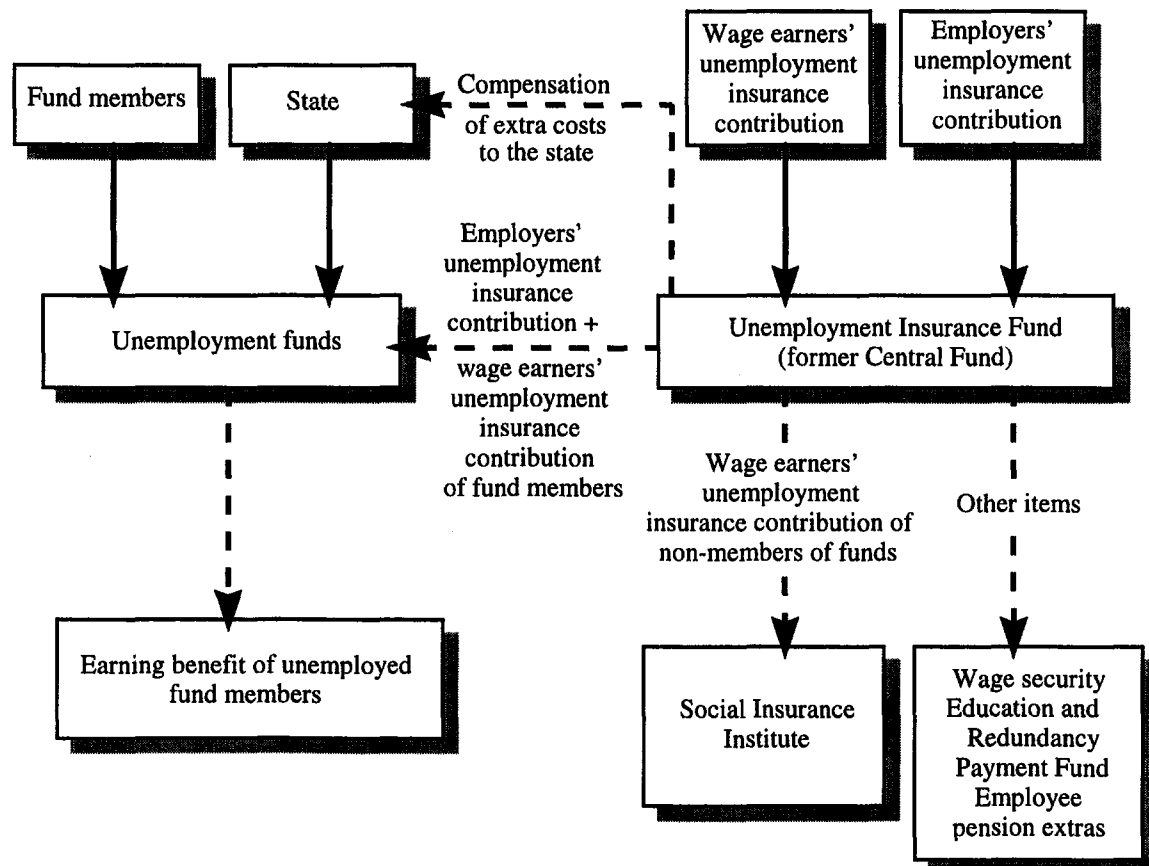 Fund members
State
Compensation
of extra costs
to the state
Wage earners’
unemployment
insurance
contribution
Employers’
unemployment
insurance
contribution
Unemployment funds
Employers’
unemployment
insurance
contribution +
wage earners’
unemployment
insurance
contribution
of fund members
Unemployment Insurance Fund
(former Central Fund)
Wage earners’
unemployment
insurance contribution of
non-members of funds
Other items
Earning benefit of unemployed
fund members
Social Insurance
Institute
Wage security
Education and
Redundancy
Payment Fund
Employee
pension extras